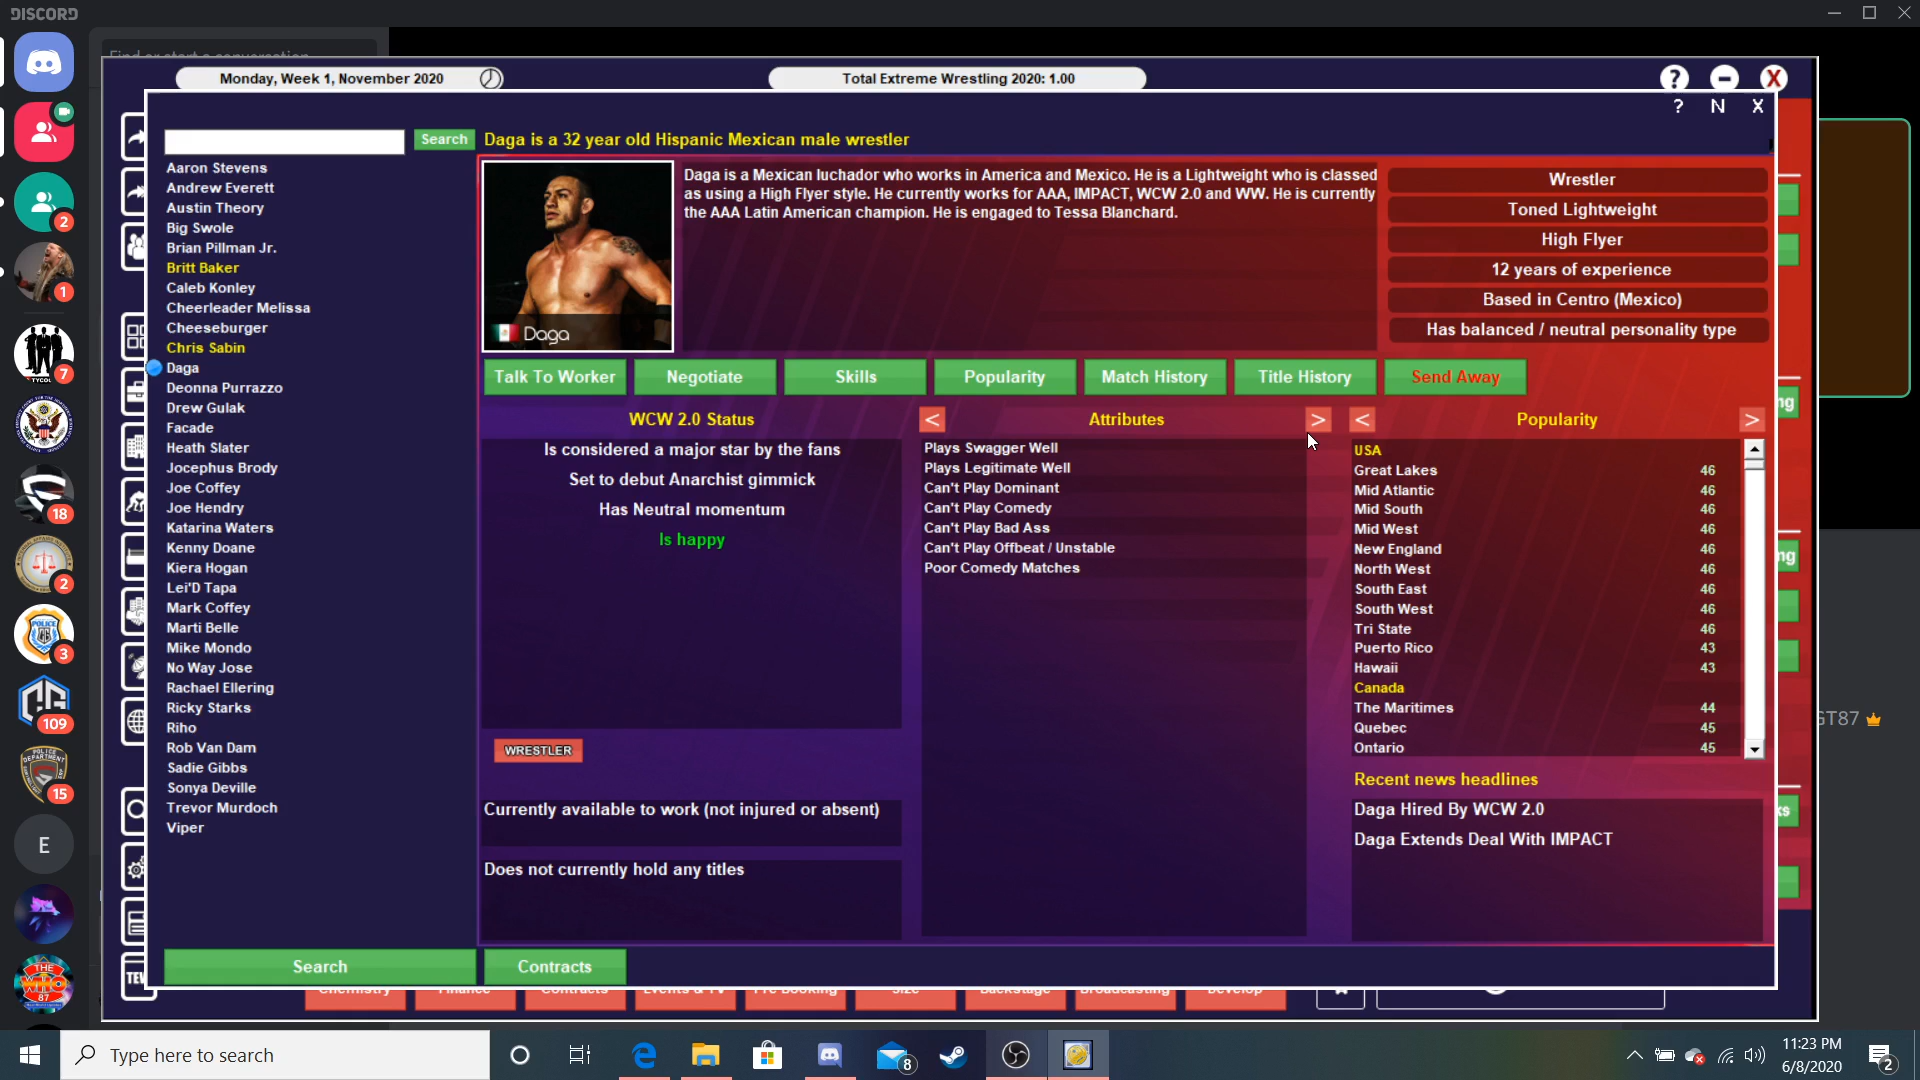 DISCORD
Monday, Week 1, November 2020
Total Extreme Wrestling 2020: 1.00
? N X
Search
Daga is a 32 year old Hispanic Mexican male wrestler
Aaron Stevens
Andrew Everett
Austin Theory
Big Swole
Brian Pillman Jr.
Britt Baker
Caleb Konley
Cheerleader Melissa
Cheeseburger
Chris Sabin
Daga
Deonna Purrazzo
Drew Gulak
Facade
Heath Slater
Jocephus Brody
Joe Coffey
Joe Hendry
Katarina Waters
Kenny Doane
Kiera Hogan
Lei'D Tapa
Mark Coffey
Marti Belle
Mike Mondo
No Way Jose
Rachael Ellering
Ricky Starks
Riho
Rob Van Dam
Sadie Gibbs
Sonya Deville
Trevor Murdoch
Viper
Daga
Daga is a Mexican luchador who works in America and Mexico. He is a Lightweight who is classed
as using a High Flyer style. He currently works for AAA, IMPACT, WCW 2.0 and WW. He is currently
the AAA Latin American champion. He is engaged to Tessa Blanchard.
Wrestler
Toned Lightweight
High Flyer
12 years of experience
Based in Centro (Mexico)
Has balanced / neutral personality type
Talk To Worker
Negotiate
Skills
Popularity
Match History
Title History
Send Away
WCW 2.0 Status
Is considered a major star by the fans
Set to debut Anarchist gimmick
Has Neutral momentum
Is happy
WRESTLER
Currently available to work (not injured or absent)
Does not currently hold any titles
< Attributes >
Plays Swagger Well
Plays Legitimate Well
Can't Play Dominant
Can't Play Comedy
Can't Play Bad Ass
Can't Play Offbeat / Unstable
Poor Comedy Matches
< Popularity >
USA
Great Lakes 46
Mid Atlantic 46
Mid South 46
Mid West 46
New England 46
North West 46
South East 46
South West 46
Tri State 46
Puerto Rico 43
Hawaii 43
Canada
The Maritimes 44
Quebec 45
Ontario 45
Recent news headlines
Daga Hired By WCW 2.0
Daga Extends Deal With IMPACT
Search
Contracts
2
1
7
18
2
3
109
15
E
THE
WHO
87
GT87
Type here to search
8
11:23 PM
6/8/2020
2